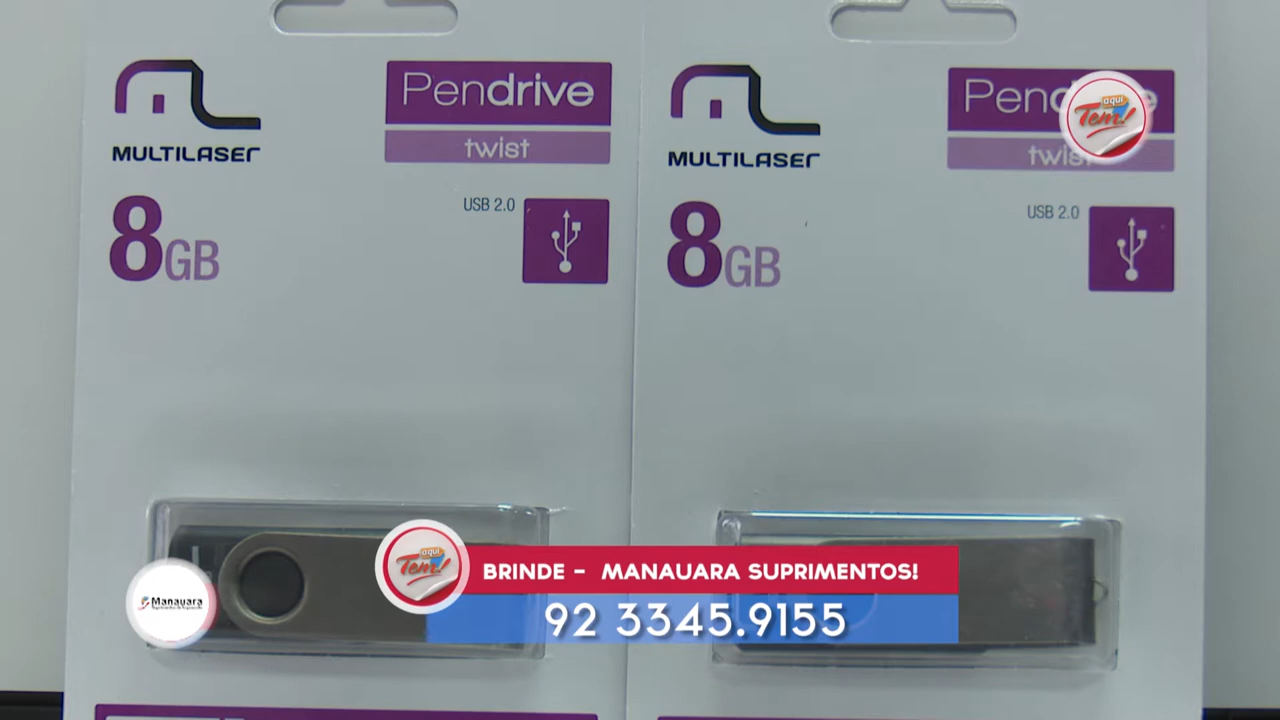 MULTILASER
Pendrive
twist
8GB
USB 2.0
MULTILASER
twist
8GB
USB 2.0
aqui
Tem!
aqui
Tem!
BRINDE - MANAUARA SUPRIMENTOS!
92 3345.9155
Manauara